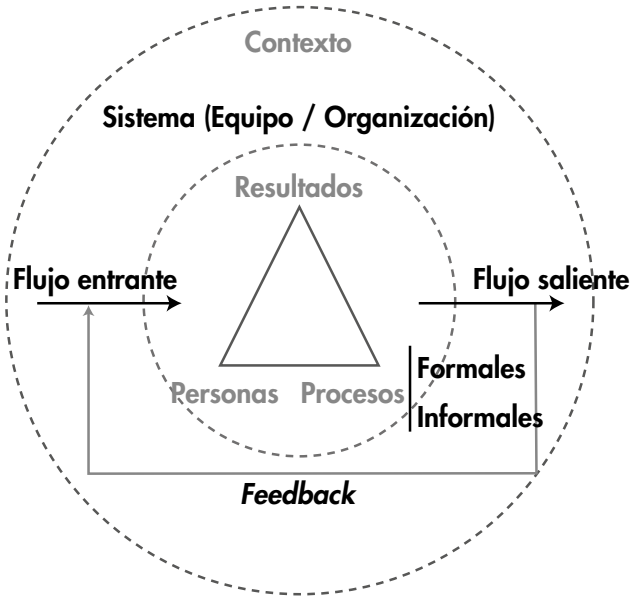 Contexto
Sistema (Equipo / Organización)
Resultados
Flujo entrante
Flujo saliente
Personas
Procesos
Formales
Informales
Feedback